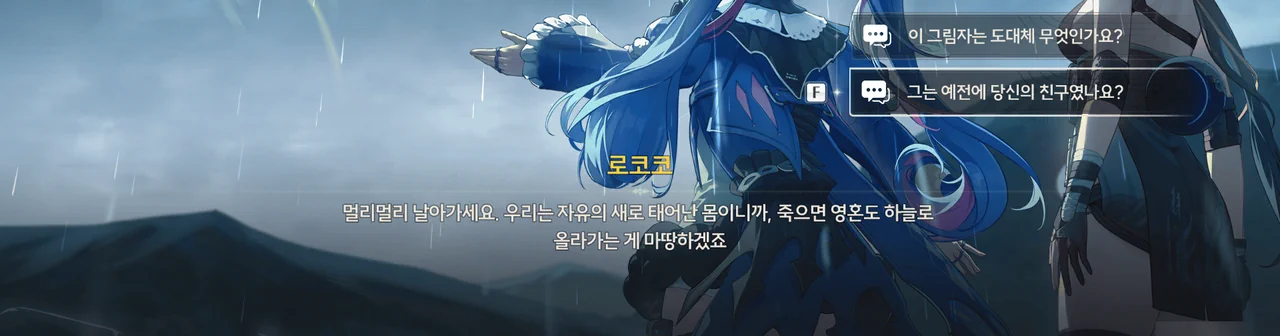 이 그림자는 도대체 무엇인가요?
F
그는 예전에 당신의 친구였나요?
로코코
멀리멀리 날아가세요. 우리는 자유의 새로 태어난 몸이니까, 죽으면 영혼도 하늘로
올라가는 게 마땅하겠죠